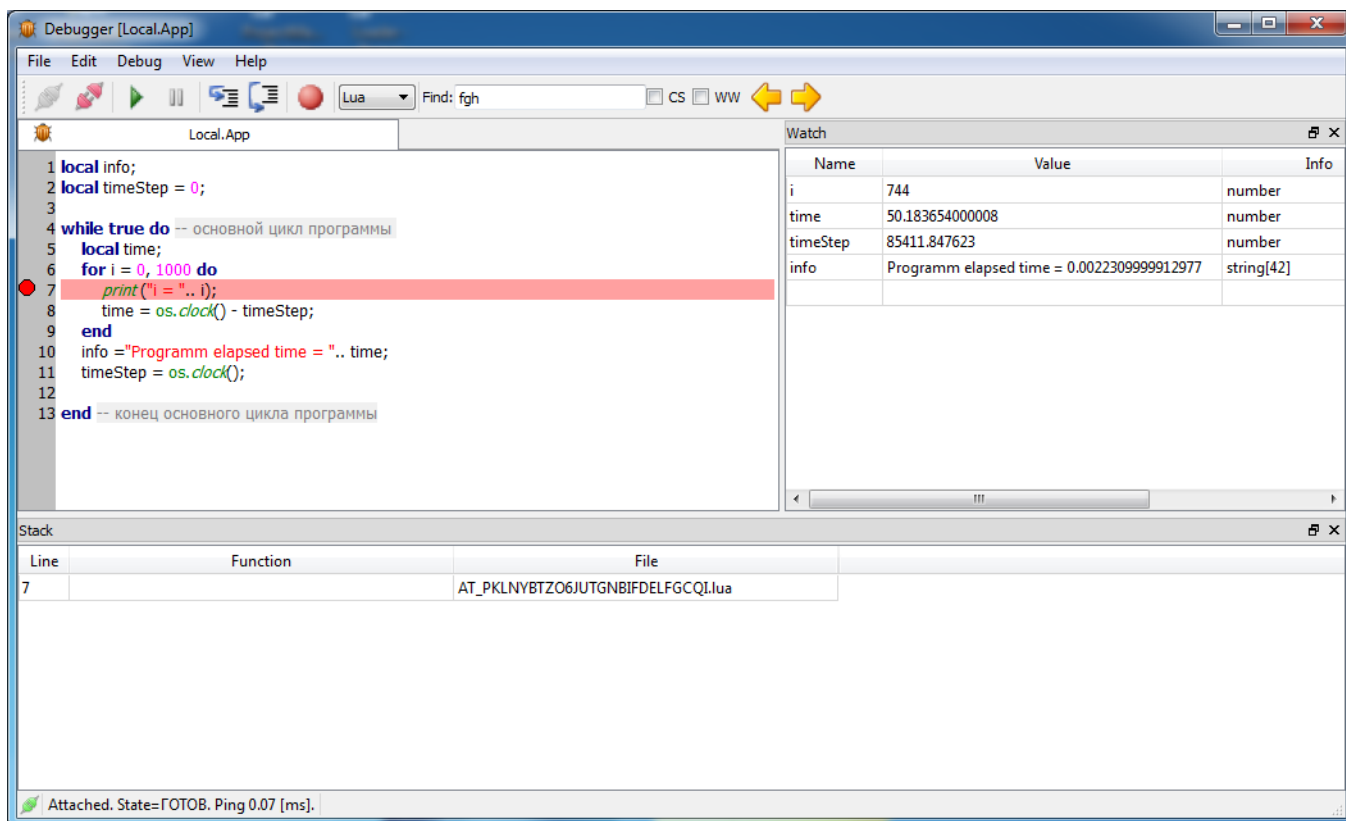 Debugger [Local.App]
File Edit Debug View Help
Lua Find: fgh CS WW
Local.App
1 local info;
2 local timeStep = 0;
3
4 while true do -- основной цикл программы
5 local time;
6 for i = 0, 1000 do
7 print ("i = ".. i);
8 time = os.clock() - timeStep;
9 end
10 info ="Programm elapsed time = ".. time;
11 timeStep = os.clock();
12
13 end -- конец основного цикла программы
Watch
Name Value Info
i 744 number
time 50.183654000008 number
timeStep 85411.847623 number
info Programm elapsed time = 0.0022309999912977 string[42]
Stack
Line Function File
7 AT_PKLNYBTZO6JUTGNBIFDELFGCQI.lua
Attached. State=ГОТОВ. Ping 0.07 [ms].